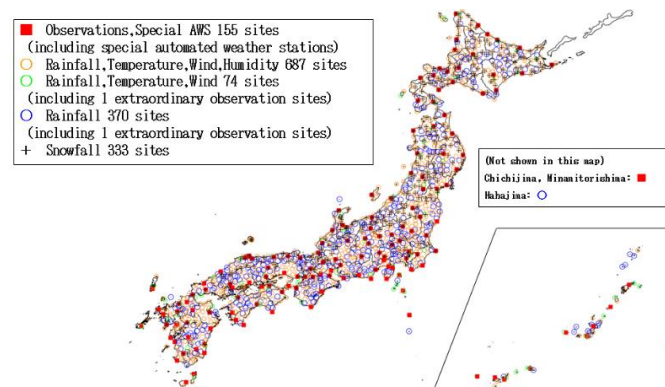 Observations,Special AWS 155 sites
(including special automated weather stations)
Rainfall,Temperature,Wind,Humidity 687 sites
Rainfall,Temperature,Wind 74 sites
(including 1 extraordinary observation sites)
Rainfall 370 sites
(including 1 extraordinary observation sites)
Snowfall 333 sites
(Not shown in this map)
Chichijima, Minamitorishima:
Hahajima: